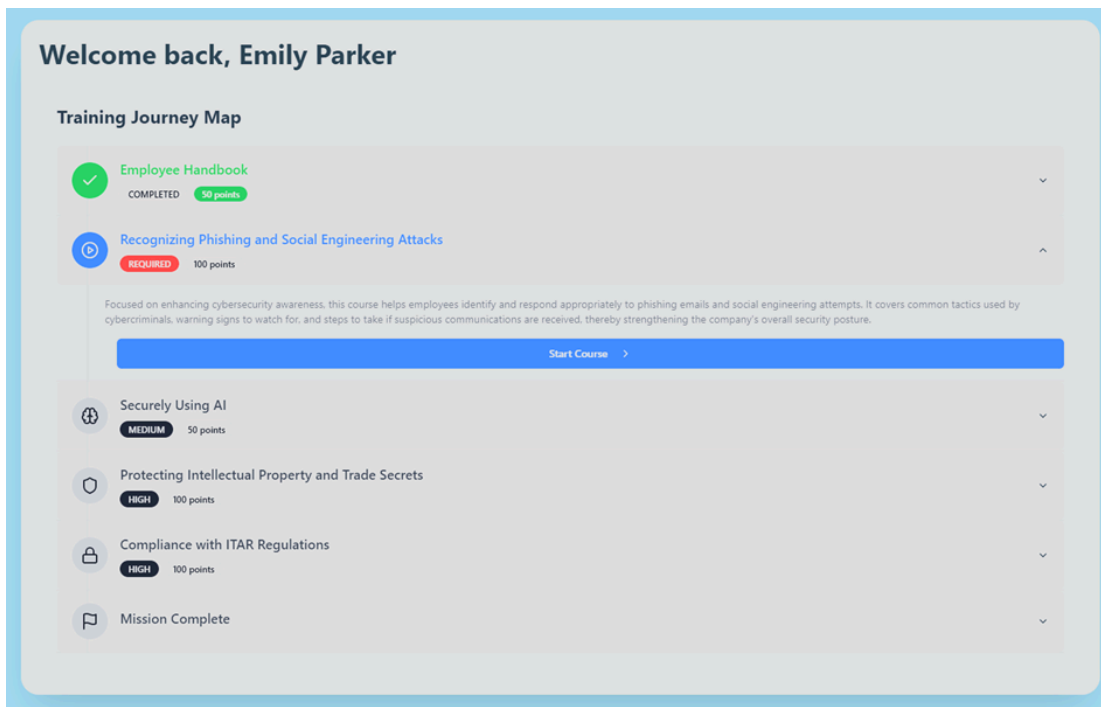 Welcome back, Emily Parker
Training Journey Map
Employee Handbook
COMPLETED 50 points
Recognizing Phishing and Social Engineering Attacks
REQUIRED 100 points
Focused on enhancing cybersecurity awareness, this course helps employees identify and respond appropriately to phishing emails and social engineering attempts. It covers common tactics used by
cybercriminals, warning signs to watch for, and steps to take if suspicious communications are received, thereby strengthening the company's overall security posture.
Start Course
Securely Using AI
MEDIUM 50 points
Protecting Intellectual Property and Trade Secrets
HIGH 100 points
Compliance with ITAR Regulations
HIGH 100 points
Mission Complete